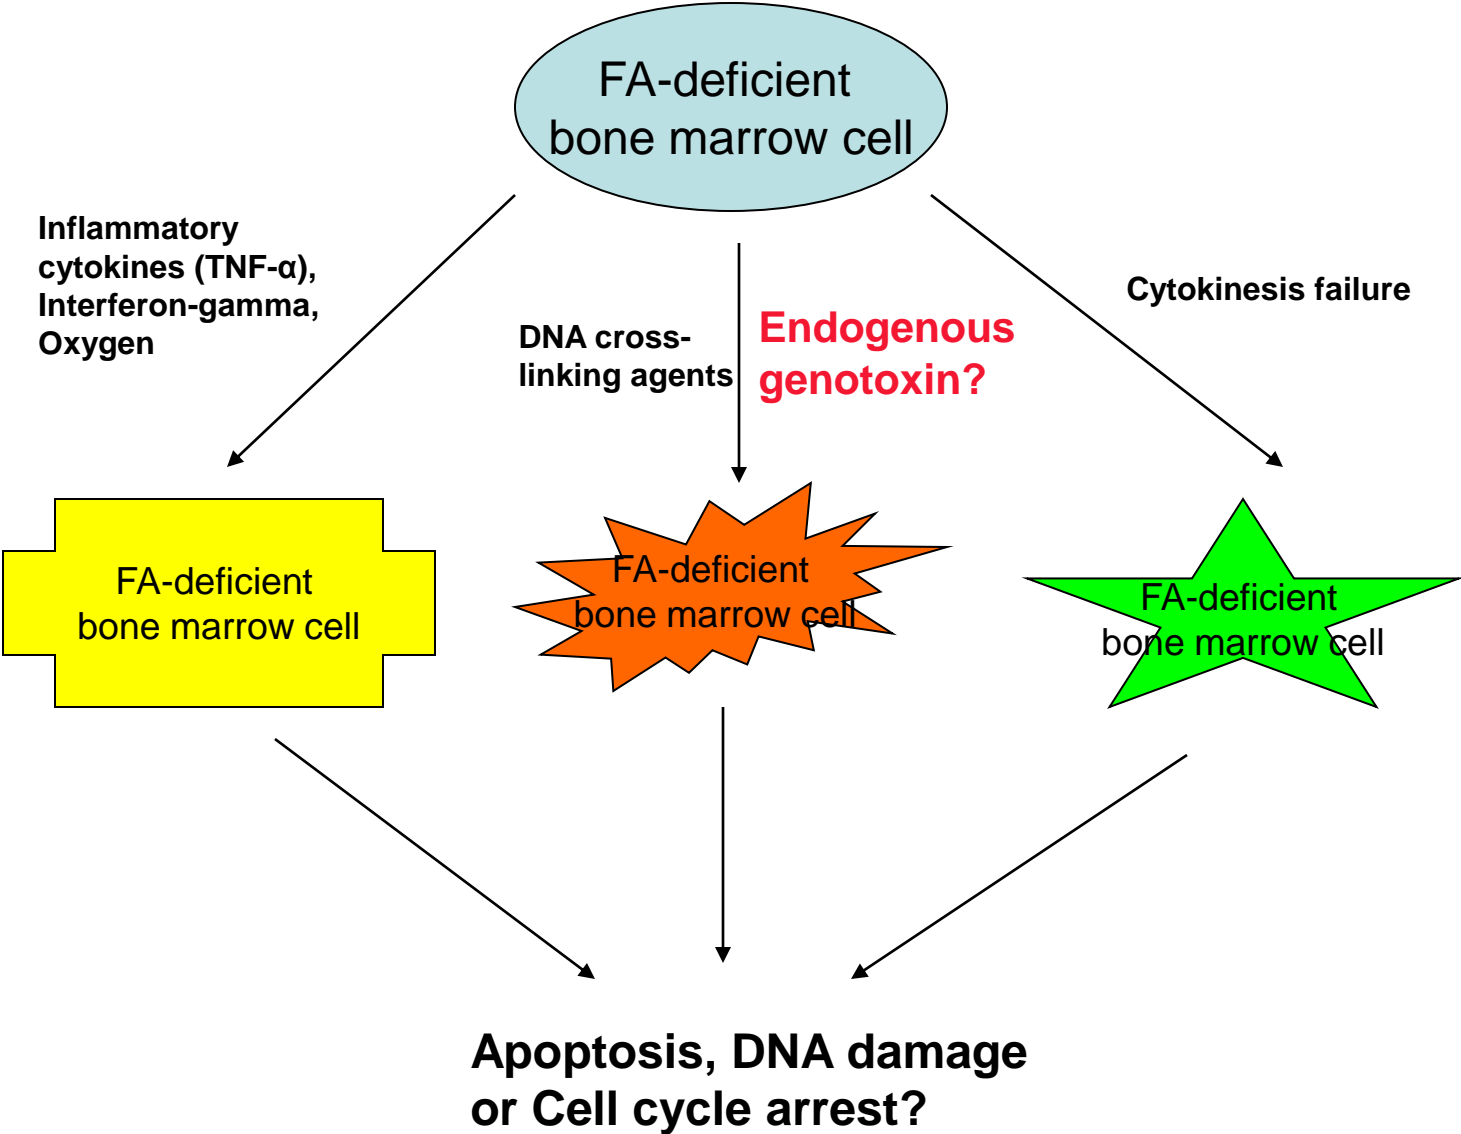 FA-deficient
bone marrow cell
Inflammatory
cytokines (TNF-α),
Interferon-gamma,
Oxygen
DNA cross-
linking agents
Endogenous
genotoxin?
Cytokinesis failure
FA-deficient
bone marrow cell
FA-deficient
bone marrow cell
FA-deficient
bone marrow cell
Apoptosis, DNA damage
or Cell cycle arrest?